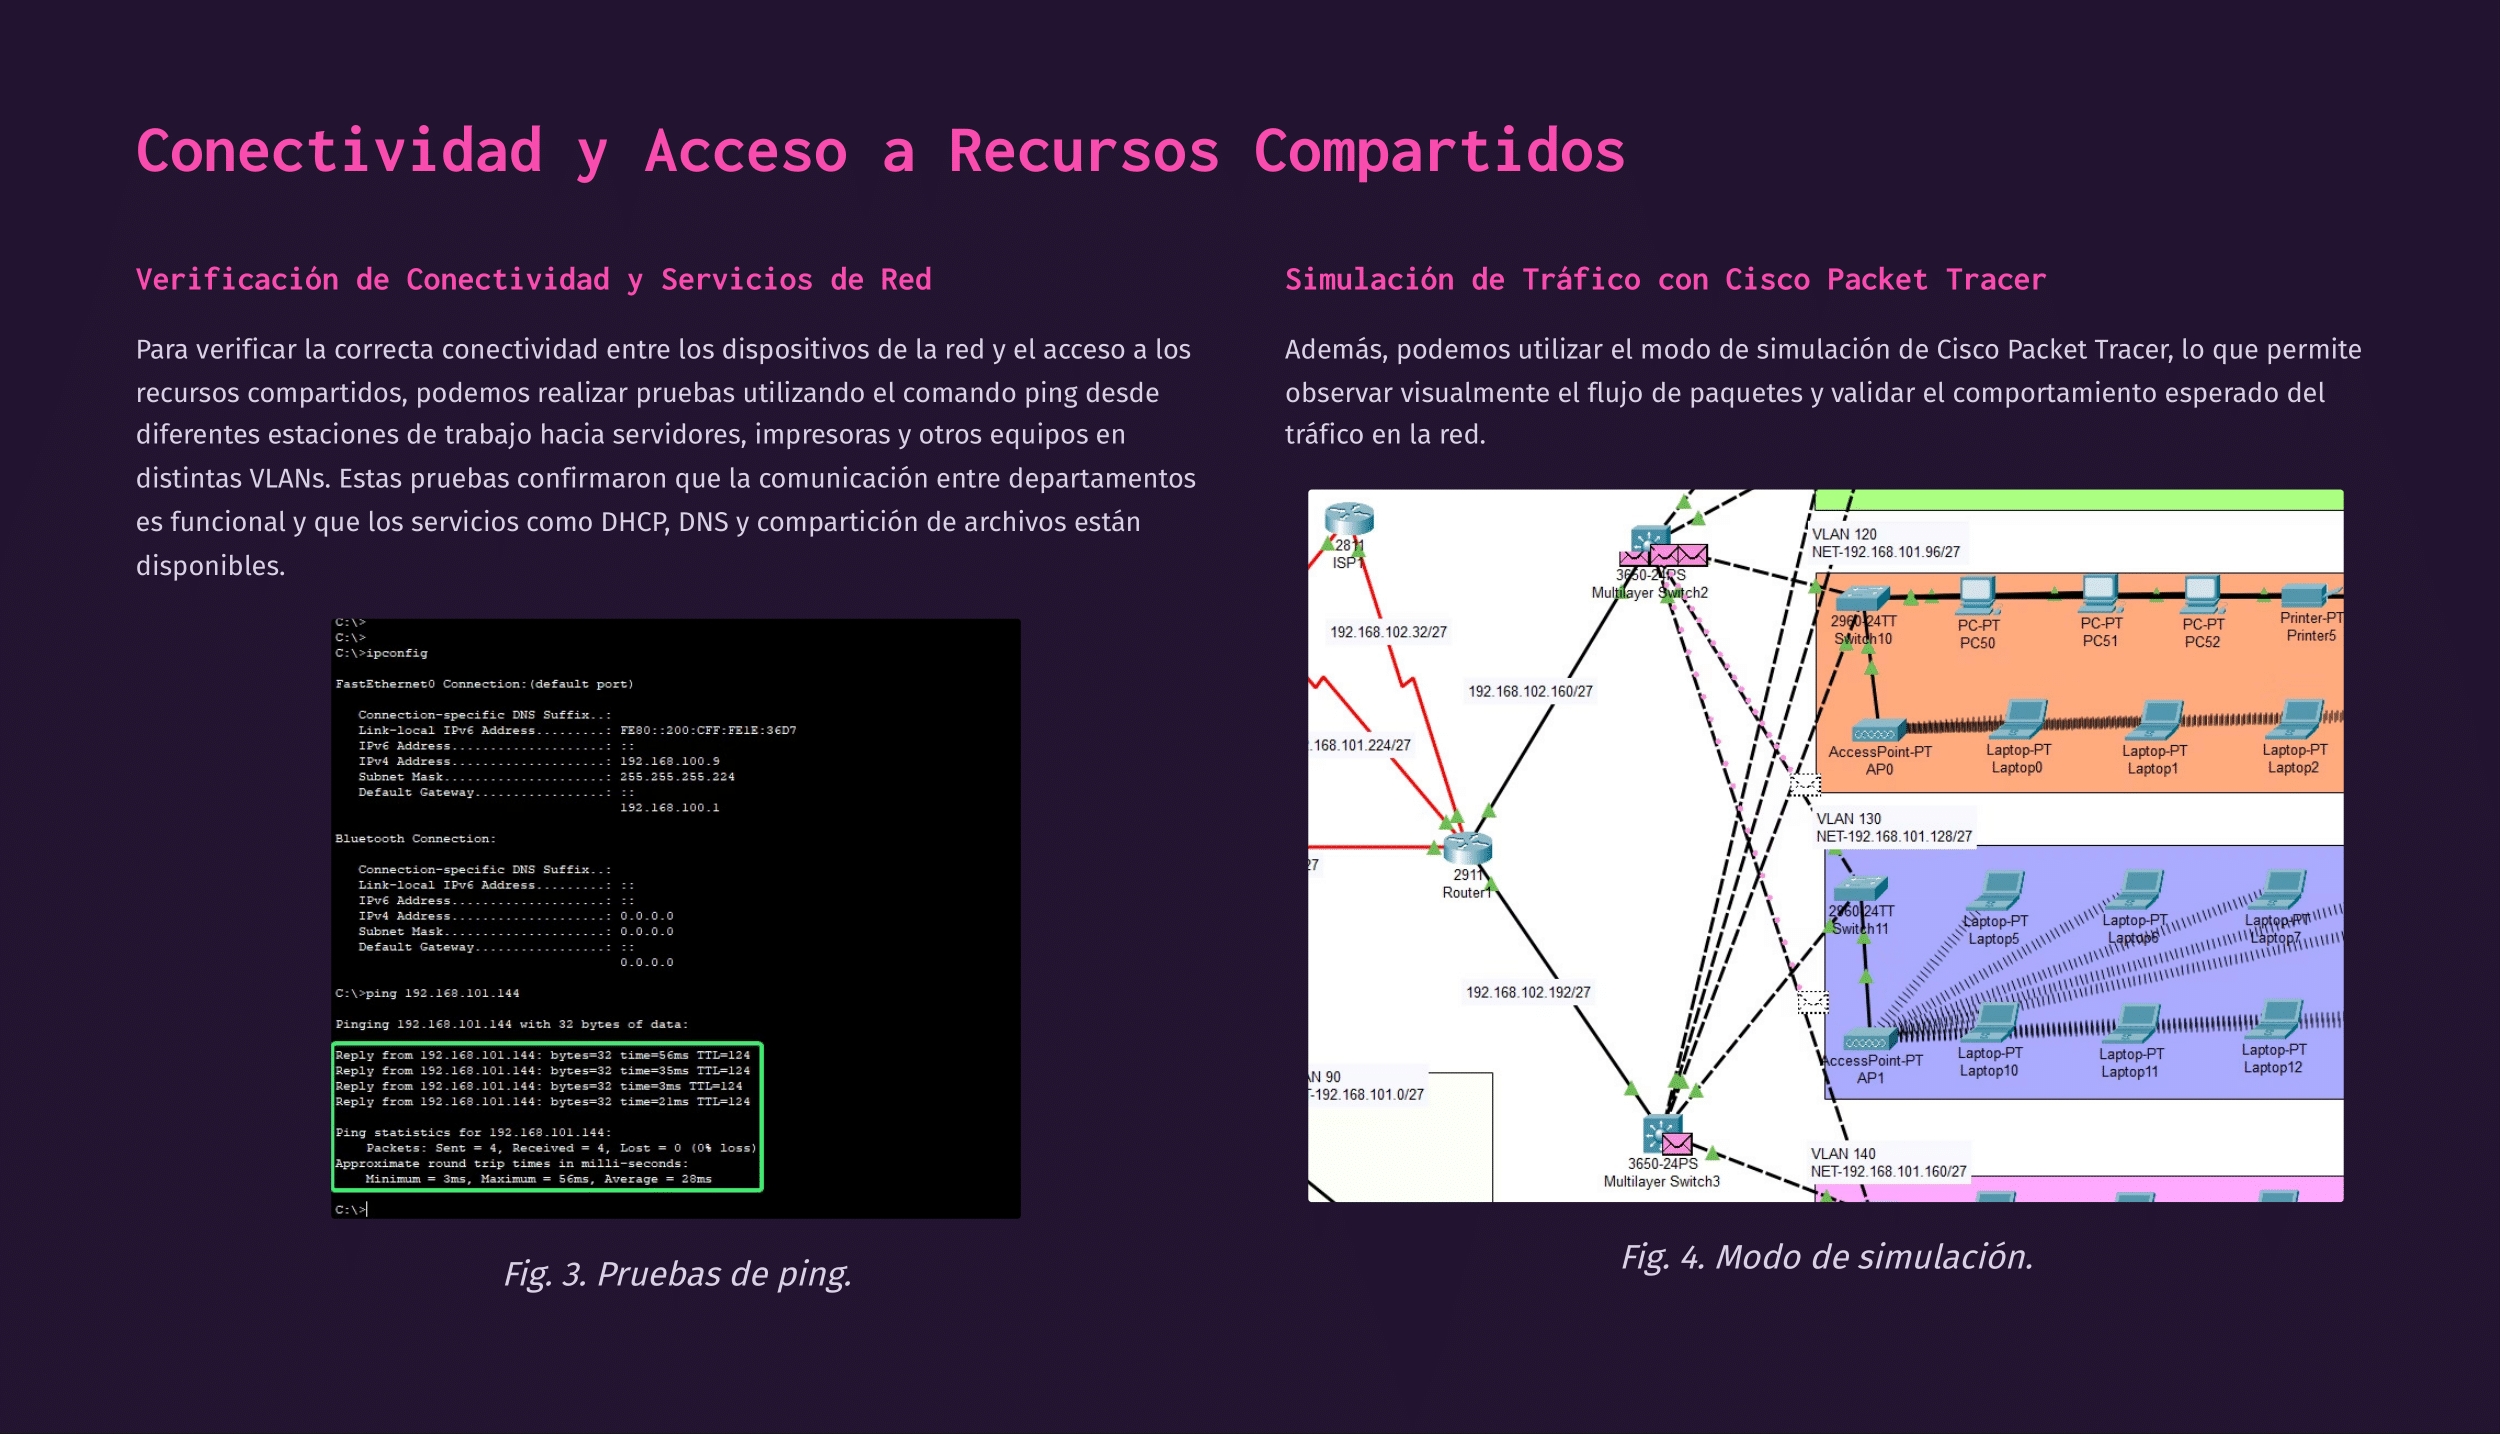 Conectividad y Acceso a Recursos Compartidos
Verificación de Conectividad y Servicios de Red
Para verificar la correcta conectividad entre los dispositivos de la red y el acceso a los
recursos compartidos, podemos realizar pruebas utilizando el comando ping desde
diferentes estaciones de trabajo hacia servidores, impresoras y otros equipos en
distintas VLANs. Estas pruebas confirmaron que la comunicación entre departamentos
es funcional y que los servicios como DHCP, DNS y compartición de archivos están
disponibles.
C:\>
C:\>
C:\>ipconfig
FastEthernet0 Connection:(default port)
Connection-specific DNS Suffix..:
Link-local IPv6 Address.........: FE80::200:CFF:FE1E:36D7
IPv6 Address....................: ::
IPv4 Address....................: 192.168.100.9
Subnet Mask.....................: 255.255.255.224
Default Gateway.................: ::
192.168.100.1
Bluetooth Connection:
Connection-specific DNS Suffix..:
Link-local IPv6 Address.........: ::
IPv6 Address....................: ::
IPv4 Address....................: 0.0.0.0
Subnet Mask.....................: 0.0.0.0
Default Gateway.................: ::
0.0.0.0
C:\>ping 192.168.101.144
Pinging 192.168.101.144 with 32 bytes of data:
Reply from 192.168.101.144: bytes=32 time=56ms TTL=124
Reply from 192.168.101.144: bytes=32 time=35ms TTL=124
Reply from 192.168.101.144: bytes=32 time=3ms TTL=124
Reply from 192.168.101.144: bytes=32 time=21ms TTL=124
Ping statistics for 192.168.101.144:
Packets: Sent = 4, Received = 4, Lost = 0 (0% loss)
Approximate round trip times in milli-seconds:
Minimum = 3ms, Maximum = 56ms, Average = 28ms
C:\>
Fig. 3. Pruebas de ping.
Simulación de Tráfico con Cisco Packet Tracer
Además, podemos utilizar el modo de simulación de Cisco Packet Tracer, lo que permite
observar visualmente el flujo de paquetes y validar el comportamiento esperado del
tráfico en la red.
2811
ISP1
3650-24PS
Multilayer Switch2
192.168.102.32/27
192.168.102.160/27
.168.101.224/27
27
2911
Router1
192.168.102.192/27
AN 90
T-192.168.101.0/27
3650-24PS
Multilayer Switch3
VLAN 120
NET-192.168.101.96/27
2960-24TT
Switch10
PC-PT
PC50
PC-PT
PC51
PC-PT
PC52
Printer-PT
Printer5
AccessPoint-PT
AP0
Laptop-PT
Laptop0
Laptop-PT
Laptop1
Laptop-PT
Laptop2
VLAN 130
NET-192.168.101.128/27
2960-24TT
Switch11
Laptop-PT
Laptop5
Laptop-PT
Laptop6
Laptop-PT
Laptop7
AccessPoint-PT
AP1
Laptop-PT
Laptop10
Laptop-PT
Laptop11
Laptop-PT
Laptop12
VLAN 140
NET-192.168.101.160/27
Fig. 4. Modo de simulación.